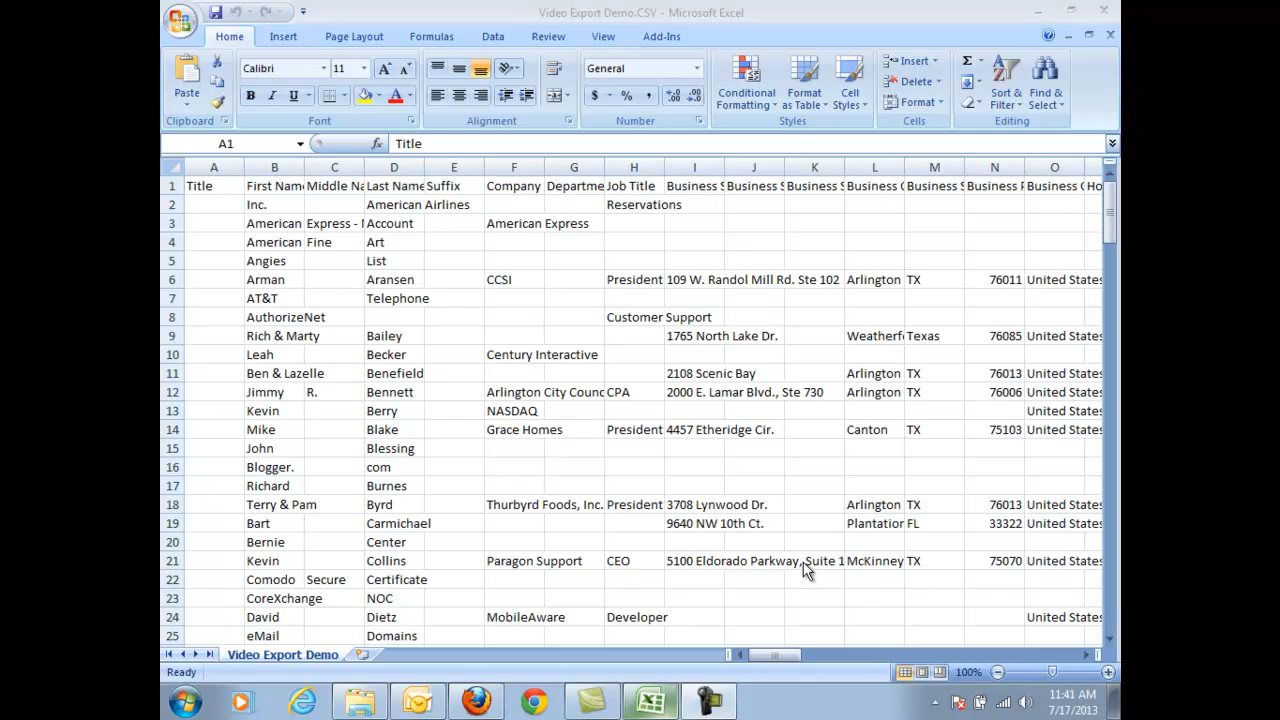 Video Export Demo.CSV - Microsoft Excel
Home Insert Page Layout Formulas Data Review View Add-Ins
Calibri 11 A A General Σ Insert
Paste B I U A $ % , .0 .00 Conditional Formatting Format as Table Cell Styles Delete Format Sort & Filter Find & Select
Clipboard Font Alignment Number Styles Cells Editing
A1 fx Title
A B C D E F G H I J K L M N O
1 Title First Name Middle Na Last Name Suffix Company Departme Job Title Business S Business S Business S Business C Business S Business P Business C Ho
2 Inc. American Airlines Reservations
3 American Express - Account American Express
4 American Fine Art
5 Angies List
6 Arman Aransen CCSI President 109 W. Randol Mill Rd. Ste 102 Arlington TX 76011 United States
7 AT&T Telephone
8 AuthorizeNet Customer Support
9 Rich & Marty Bailey 1765 North Lake Dr. Weatherfo Texas 76085 United States
10 Leah Becker Century Interactive
11 Ben & Lazelle Benefield 2108 Scenic Bay Arlington TX 76013 United States
12 Jimmy R. Bennett Arlington City Counc CPA 2000 E. Lamar Blvd., Ste 730 Arlington TX 76006 United States
13 Kevin Berry NASDAQ United States
14 Mike Blake Grace Homes President 4457 Etheridge Cir. Canton TX 75103 United States
15 John Blessing
16 Blogger. com
17 Richard Burnes
18 Terry & Pam Byrd Thurbyrd Foods, Inc. President 3708 Lynwood Dr. Arlington TX 76013 United States
19 Bart Carmichael 9640 NW 10th Ct. Plantation FL 33322 United States
20 Bernie Center
21 Kevin Collins Paragon Support CEO 5100 Eldorado Parkway, Suite 1 McKinney TX 75070 United States
22 Comodo Secure Certificate
23 CoreXchange NOC
24 David Dietz MobileAware Developer United States
25 eMail Domains
Video Export Demo
Ready 100%
11:41 AM
7/17/2013